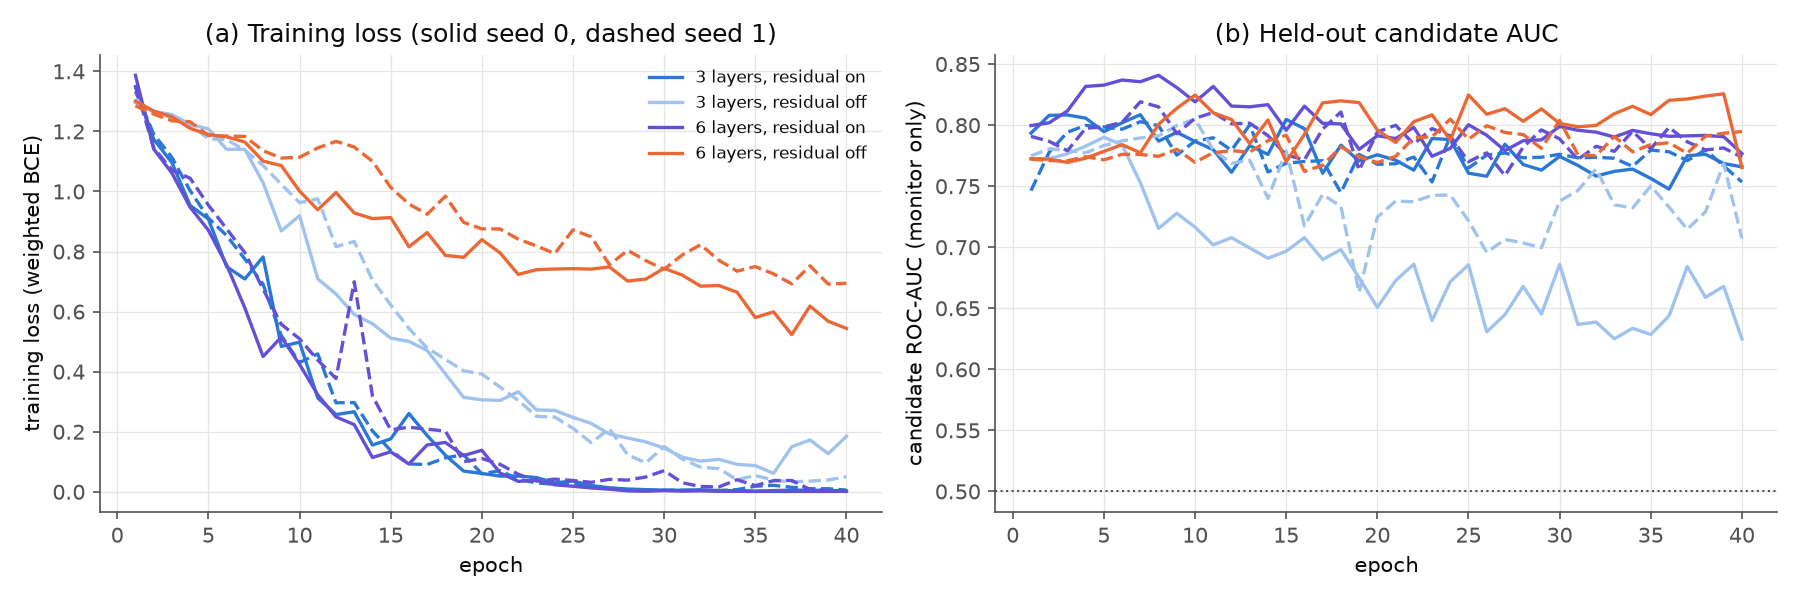 (a) Training loss (solid seed 0, dashed seed 1)
training loss (weighted BCE)
1.4
1.2
1.0
0.8
0.6
0.4
0.2
0.0
3 layers, residual on
3 layers, residual off
6 layers, residual on
6 layers, residual off
0 5 10 15 20 25 30 35 40
epoch
(b) Held-out candidate AUC
candidate ROC-AUC (monitor only)
0.85
0.80
0.75
0.70
0.65
0.60
0.55
0.50
0 5 10 15 20 25 30 35 40
epoch